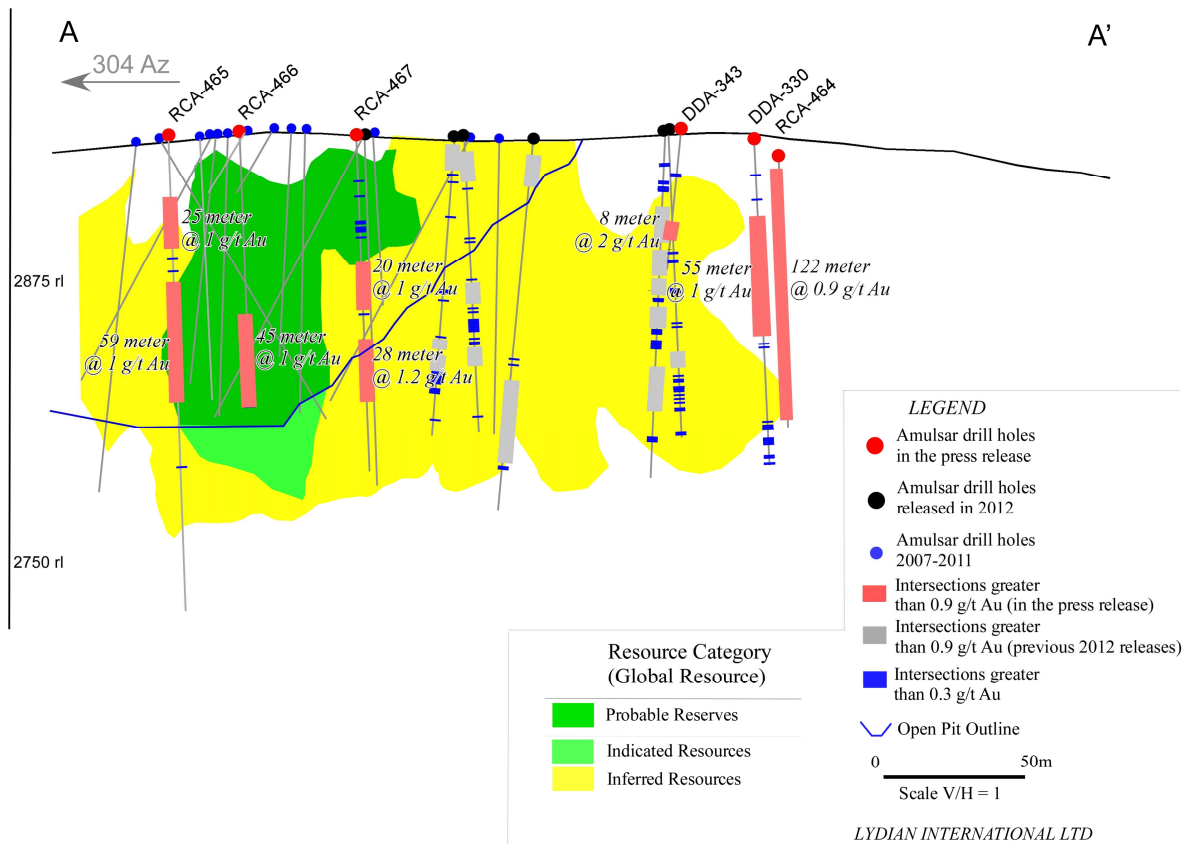 A
A’
304 Az
RCA-465
RCA-466
RCA-467
DDA-343
DDA-330
RCA-464
25 meter
@ 1 g/t Au
8 meter
@ 2 g/t Au
20 meter
@ 1 g/t Au
55 meter
@ 1 g/t Au
122 meter
@ 0.9 g/t Au
2875 rl
59 meter
@ 1 g/t Au
45 meter
@ 1 g/t Au
28 meter
@ 1.2 g/t Au
2750 rl
LEGEND
Amulsar drill holes
in the press release
Amulsar drill holes
released in 2012
Amulsar drill holes
2007-2011
Intersections greater
than 0.9 g/t Au (in the press release)
Intersections greater
than 0.9 g/t Au (previous 2012 releases)
Intersections greater
than 0.3 g/t Au
Open Pit Outline
0 50m
Scale V/H = 1
LYDIAN INTERNATIONAL LTD
Resource Category
(Global Resource)
Probable Reserves
Indicated Resources
Inferred Resources